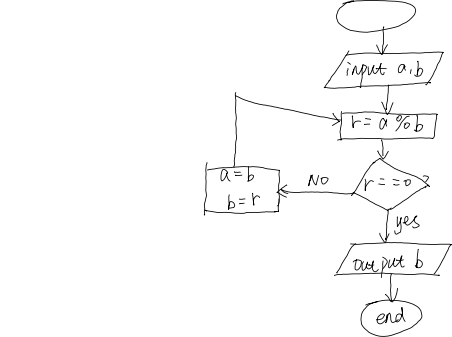 input a,b
r = a % b
r == 0 ?
No
a = b
b = r
yes
output b
end